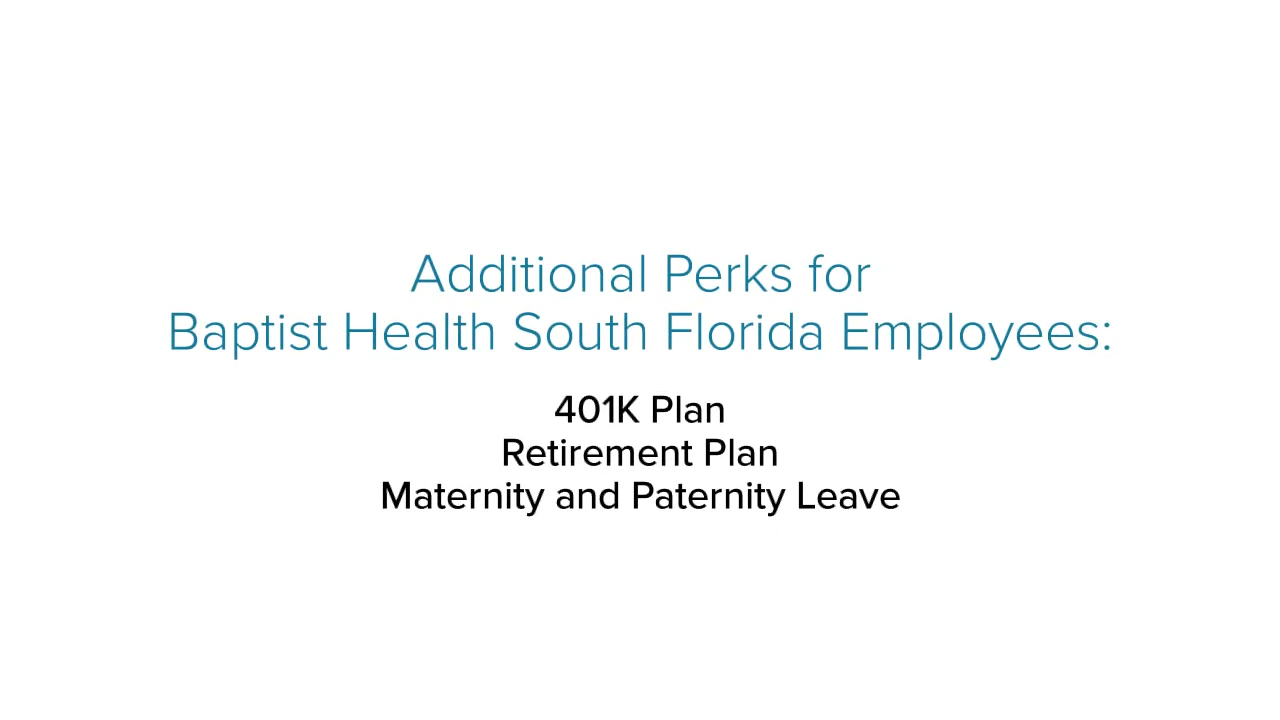 Additional Perks for
Baptist Health South Florida Employees:
401K Plan
Retirement Plan
Maternity and Paternity Leave